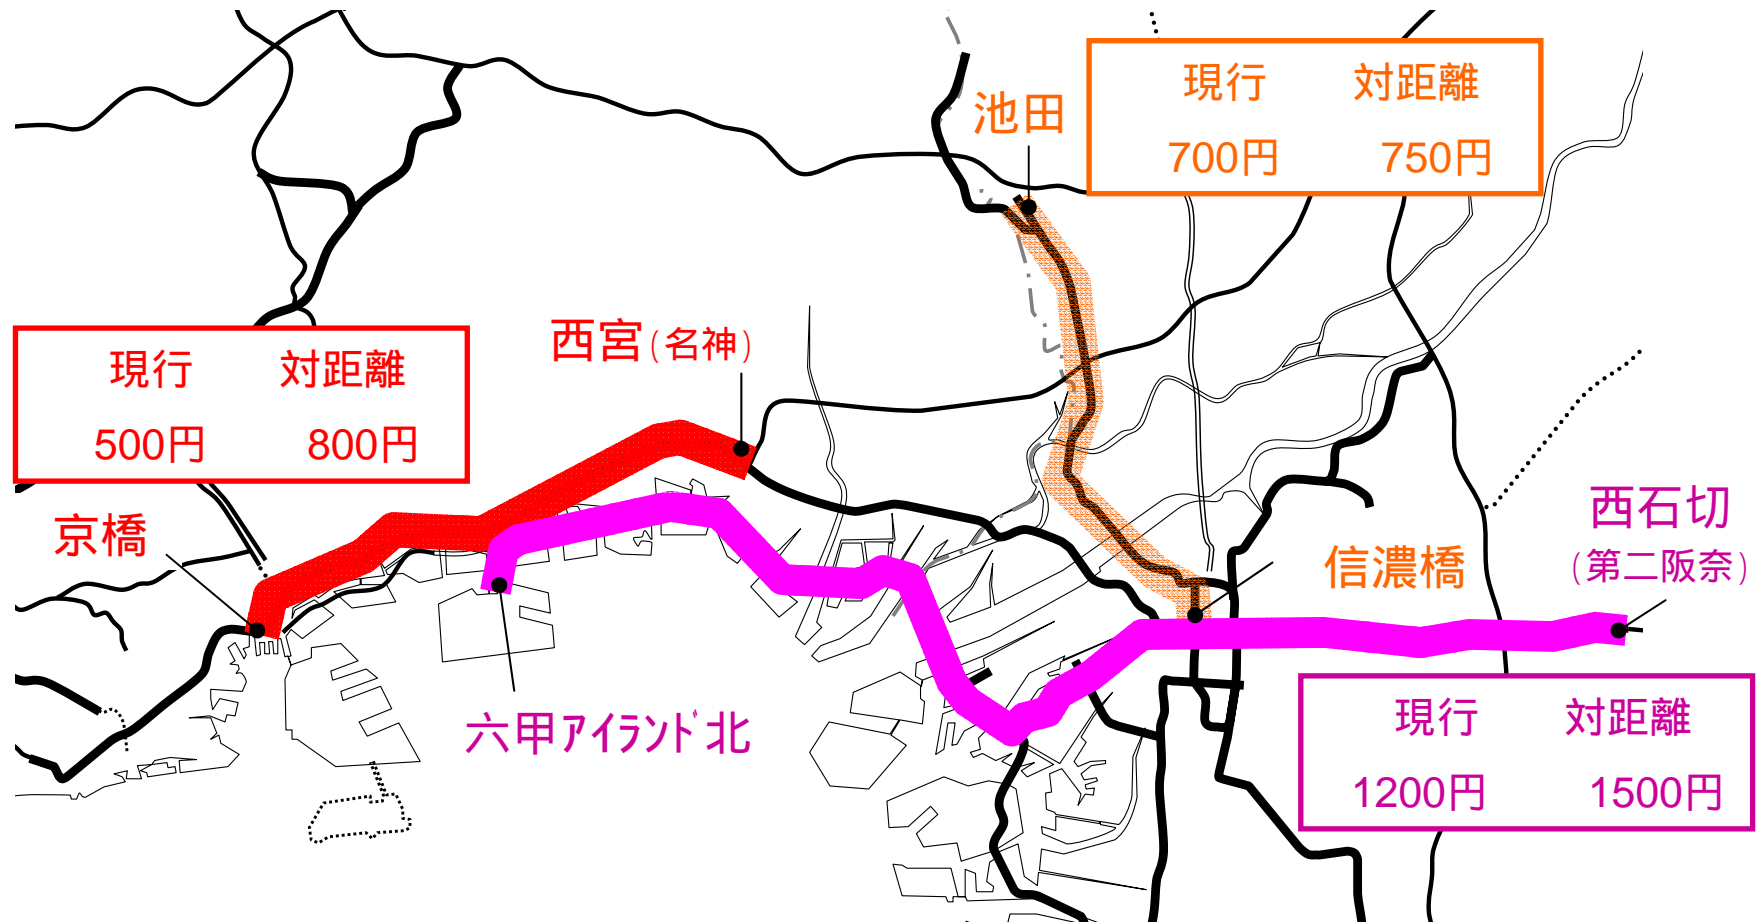 現行 対距離
700円 750円
池田
西宮(名神)
現行 対距離
500円 800円
京橋
西石切
(第二阪奈)
信濃橋
六甲ｱｲﾗﾝﾄﾞ北
現行 対距離
1200円 1500円